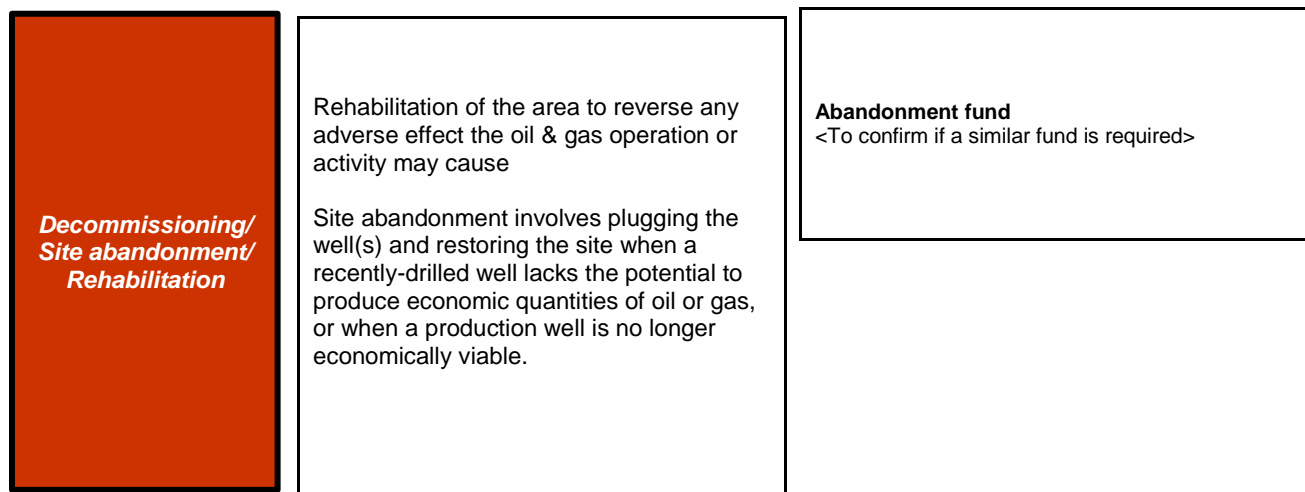 Decommissioning/
Site abandonment/
Rehabilitation
Rehabilitation of the area to reverse any
adverse effect the oil & gas operation or
activity may cause
Site abandonment involves plugging the
well(s) and restoring the site when a
recently-drilled well lacks the potential to
produce economic quantities of oil or gas,
or when a production well is no longer
economically viable.
Abandonment fund
<To confirm if a similar fund is required>